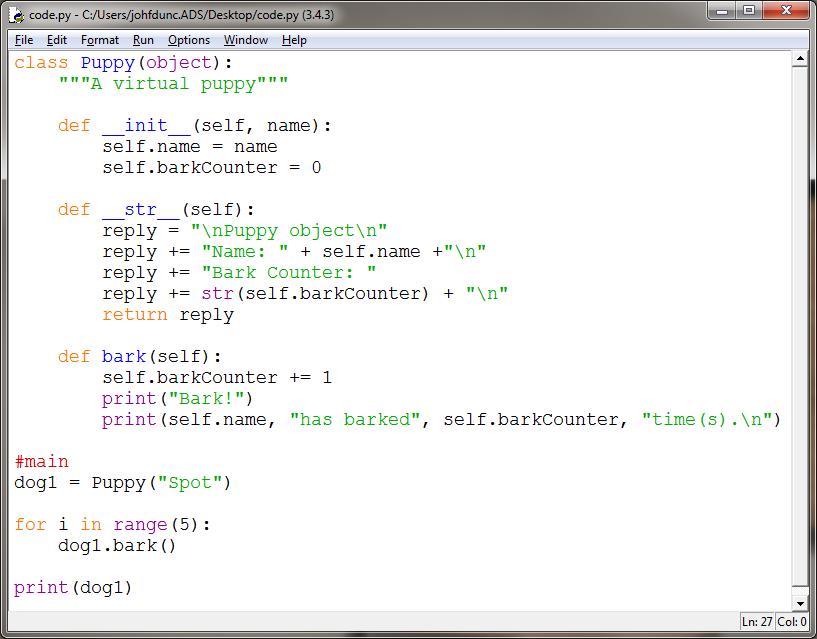 code.py - C:/Users/johfdunc.ADS/Desktop/code.py (3.4.3)
File Edit Format Run Options Window Help
class Puppy(object):
    """A virtual puppy"""

    def __init__(self, name):
        self.name = name
        self.barkCounter = 0

    def __str__(self):
        reply = "\nPuppy object\n"
        reply += "Name: " + self.name +"\n"
        reply += "Bark Counter: "
        reply += str(self.barkCounter) + "\n"
        return reply

    def bark(self):
        self.barkCounter += 1
        print("Bark!")
        print(self.name, "has barked", self.barkCounter, "time(s).\n")

#main
dog1 = Puppy("Spot")

for i in range(5):
    dog1.bark()

print(dog1)
Ln: 27 Col: 0